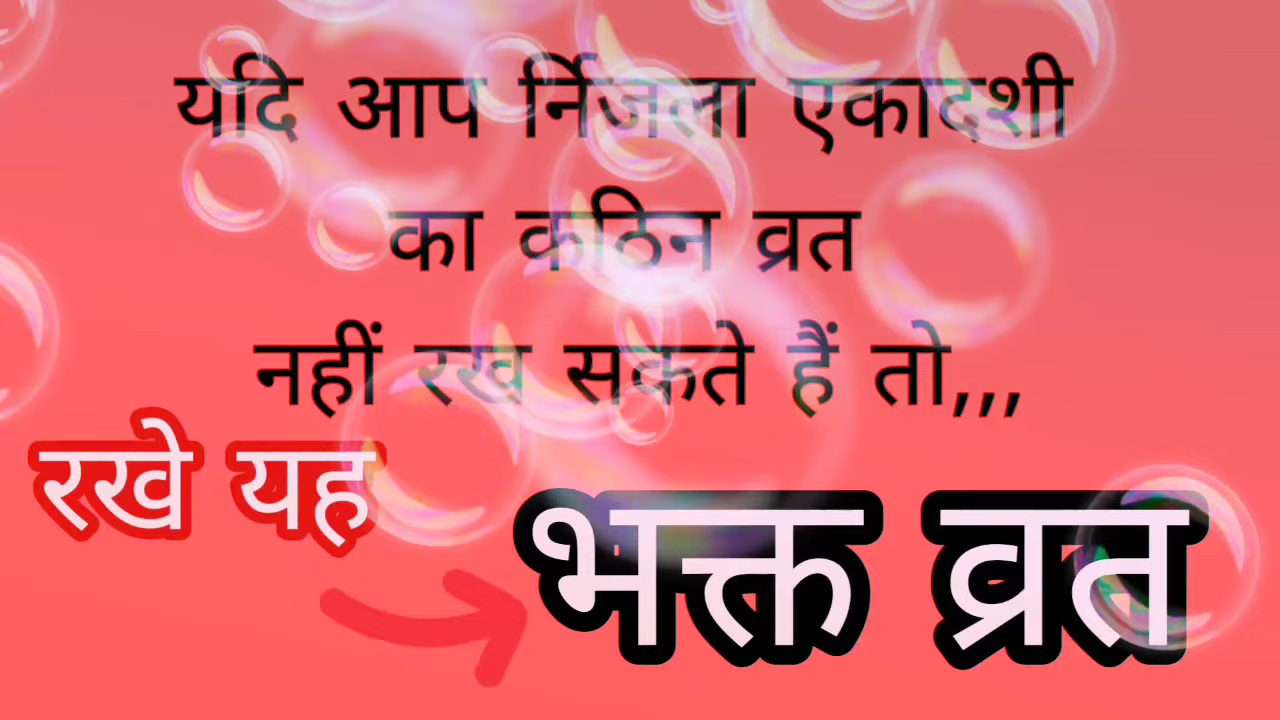 यदि आप र्निजला एकादशी
का कठिन व्रत
नहीं रख सकते हैं तो,,,
रखे यह
भक्त व्रत